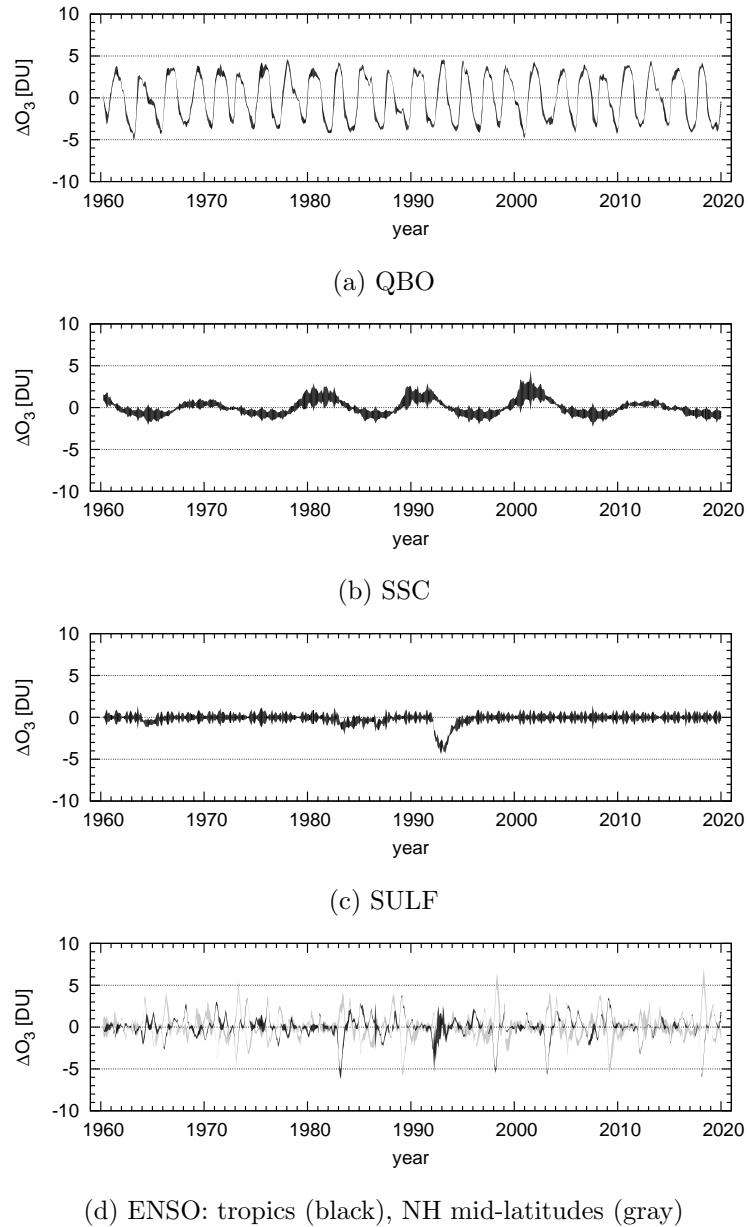 10
5
0
-5
-10
ΔO3 [DU]
1960 1970 1980 1990 2000 2010 2020
year
(a) QBO
10
5
0
-5
-10
ΔO3 [DU]
1960 1970 1980 1990 2000 2010 2020
year
(b) SSC
10
5
0
-5
-10
ΔO3 [DU]
1960 1970 1980 1990 2000 2010 2020
year
(c) SULF
10
5
0
-5
-10
ΔO3 [DU]
1960 1970 1980 1990 2000 2010 2020
year
(d) ENSO: tropics (black), NH mid-latitudes (gray)